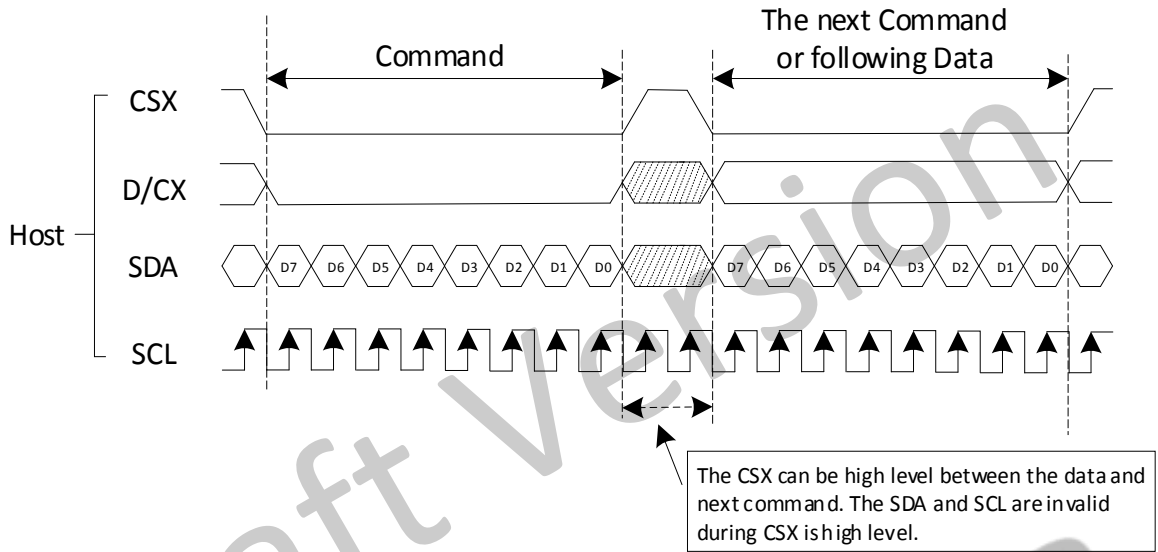 The next Command
or following Data
Command
CSX
D/CX
Host
SDA
D7 D6 D5 D4 D3 D2 D1 D0 D7 D6 D5 D4 D3 D2 D1 D0
SCL
The CSX can be high level between the data and
next command. The SDA and SCL are invalid
during CSX is high level.
aft Version